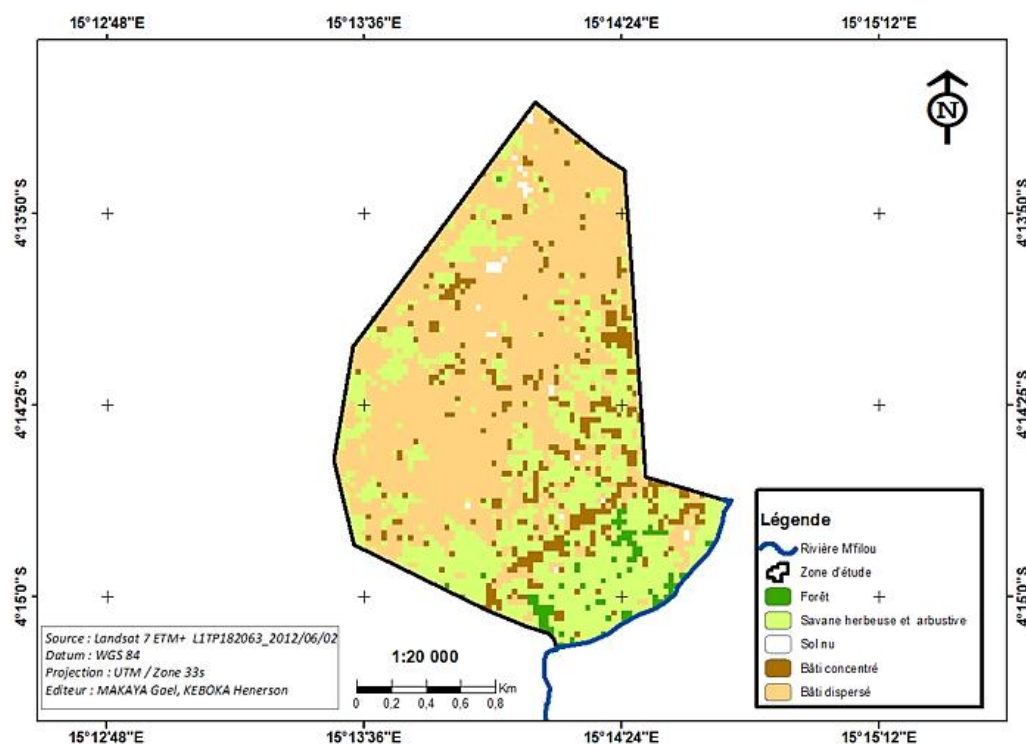 15°12'48"E 15°13'36"E 15°14'24"E 15°15'12"E
N
4°13'50"S 4°13'50"S
4°14'25"S 4°14'25"S
4°15'0"S 4°15'0"S
Légende
Rivière M'filou
Zone d'étude
Forêt
Savane herbeuse et arbustive
Sol nu
Bâti concentré
Bâti dispersé
Source : Landsat 7 ETM+ L1TP182063_2012/06/02
Datum : WGS 84
Projection : UTM / Zone 33s
Editeur : MAKAYA Gael, KEBOKA Henerson
1:20 000
Km
0 0,2 0,4 0,6 0,8
15°12'48"E 15°13'36"E 15°14'24"E 15°15'12"E